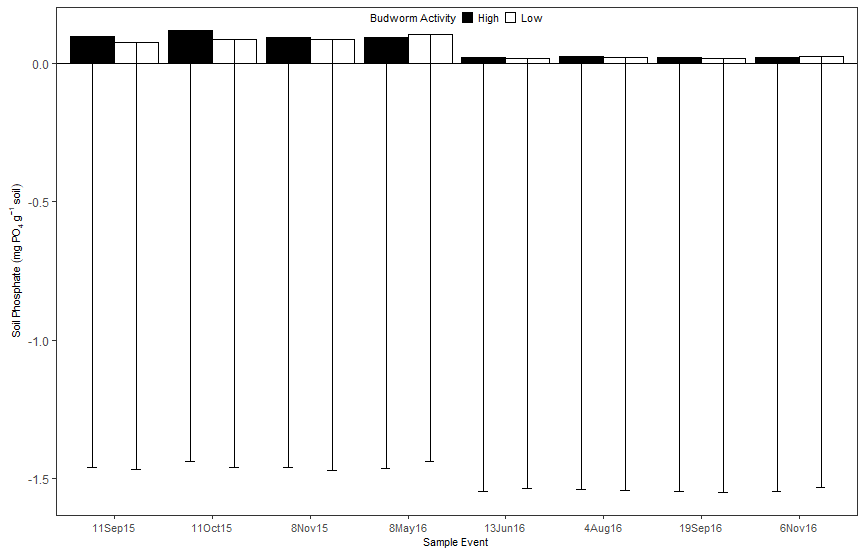 Budworm Activity High Low
0.0
-0.5
-1.0
-1.5
Soil Phosphate (mg PO₄ g⁻¹ soil)
11Sep15 11Oct15 8Nov15 8May16 13Jun16 4Aug16 19Sep16 6Nov16
Sample Event